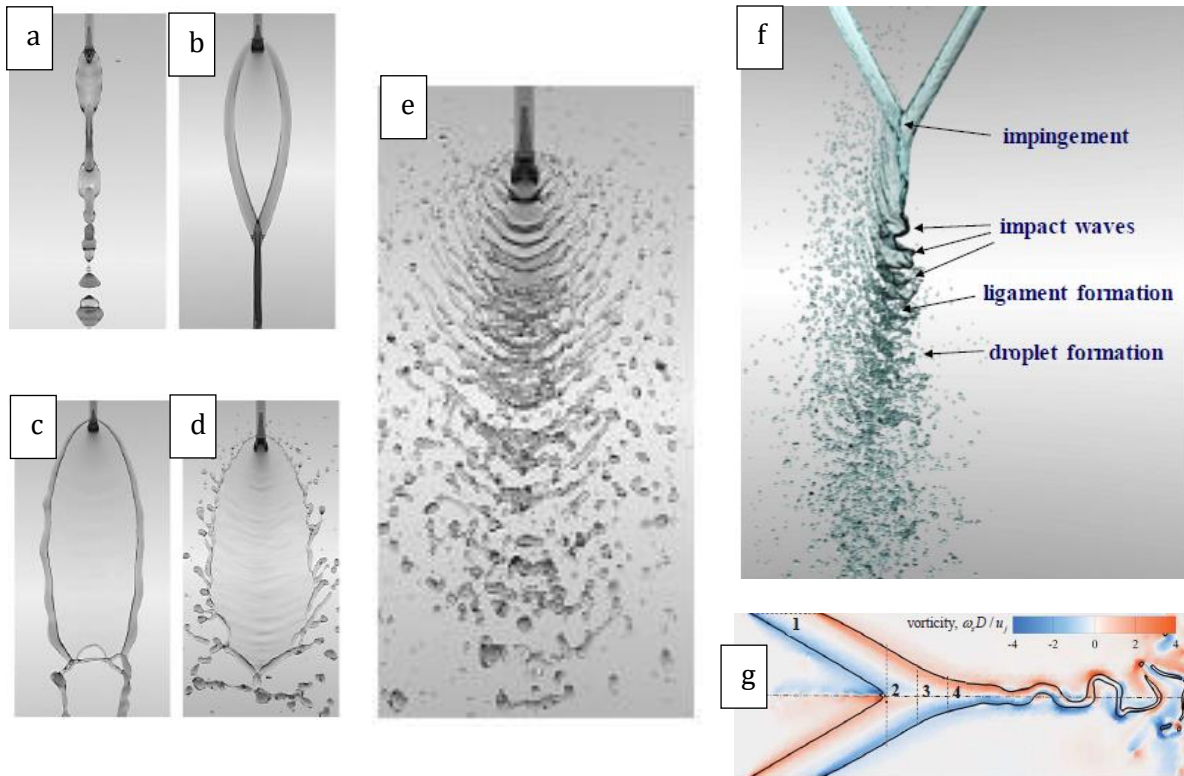 a
b
e
f
impingement
impact waves
ligament formation
droplet formation
c
d
g
vorticity, ω_z D / u_j
-4 -2 0 2 4
1
2 3 4